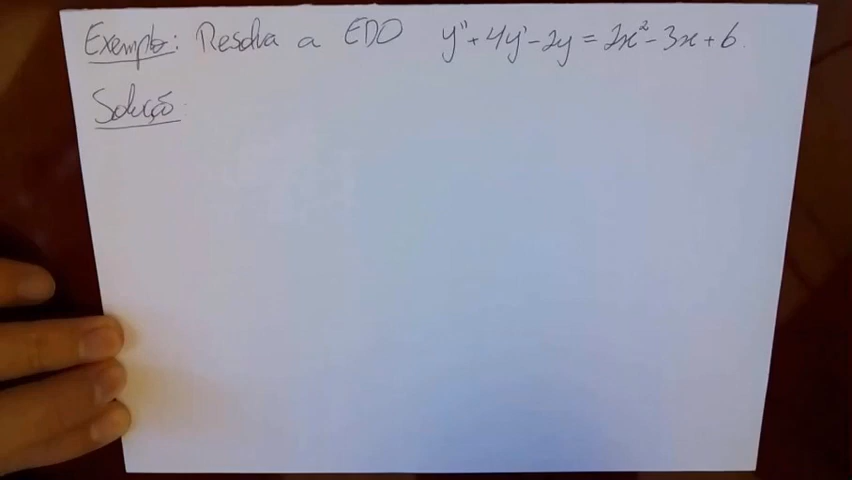 Exemplo: Resolva a EDO y'' + 4y' - 2y = 2x² - 3x + 6.
Solução: